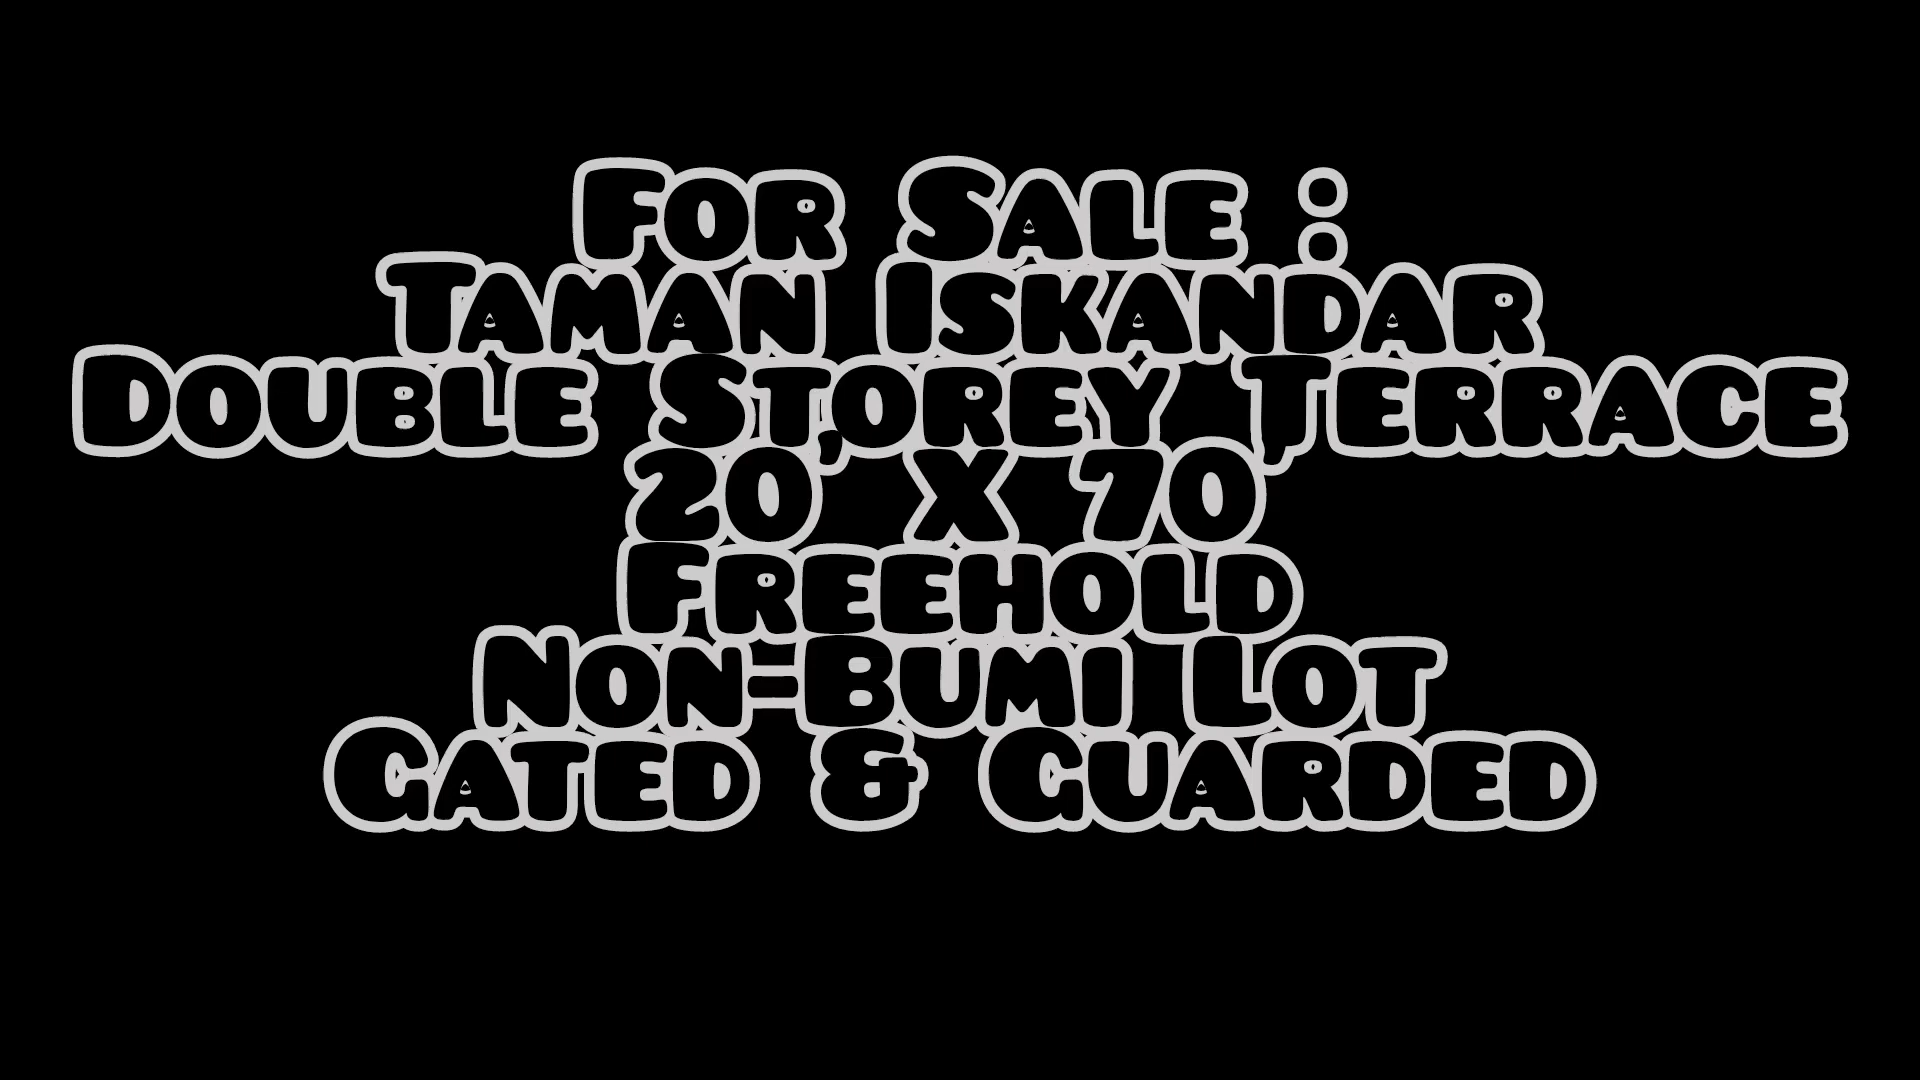 For Sale :
Taman Iskandar
Double Storey Terrace
20' X 70'
Freehold
Non-Bumi Lot
Gated & Guarded